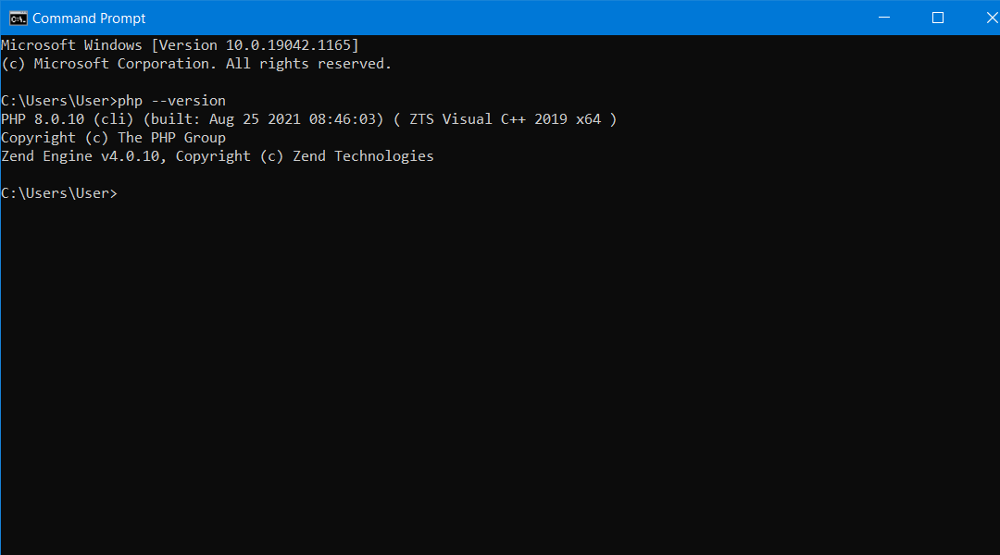 Command Prompt
Microsoft Windows [Version 10.0.19042.1165]
(c) Microsoft Corporation. All rights reserved.
C:\Users\User>php --version
PHP 8.0.10 (cli) (built: Aug 25 2021 08:46:03) ( ZTS Visual C++ 2019 x64 )
Copyright (c) The PHP Group
Zend Engine v4.0.10, Copyright (c) Zend Technologies
C:\Users\User>